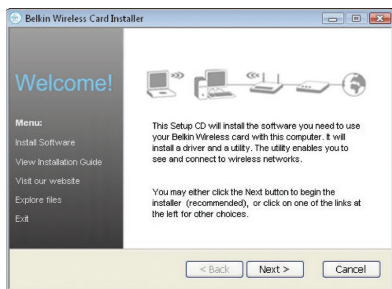 Belkin Wireless Card Installer
Welcome!
Menu:
Install Software
View Installation Guide
Visit our website
Explore files
Exit
This Setup CD will install the software you need to use
your Belkin Wireless card with this computer. It will
install a driver and a utility. The utility enables you to
see and connect to wireless networks.
You may either click the Next button to begin the
installer (recommended), or click on one of the links at
the left for other choices.
< Back
Next >
Cancel